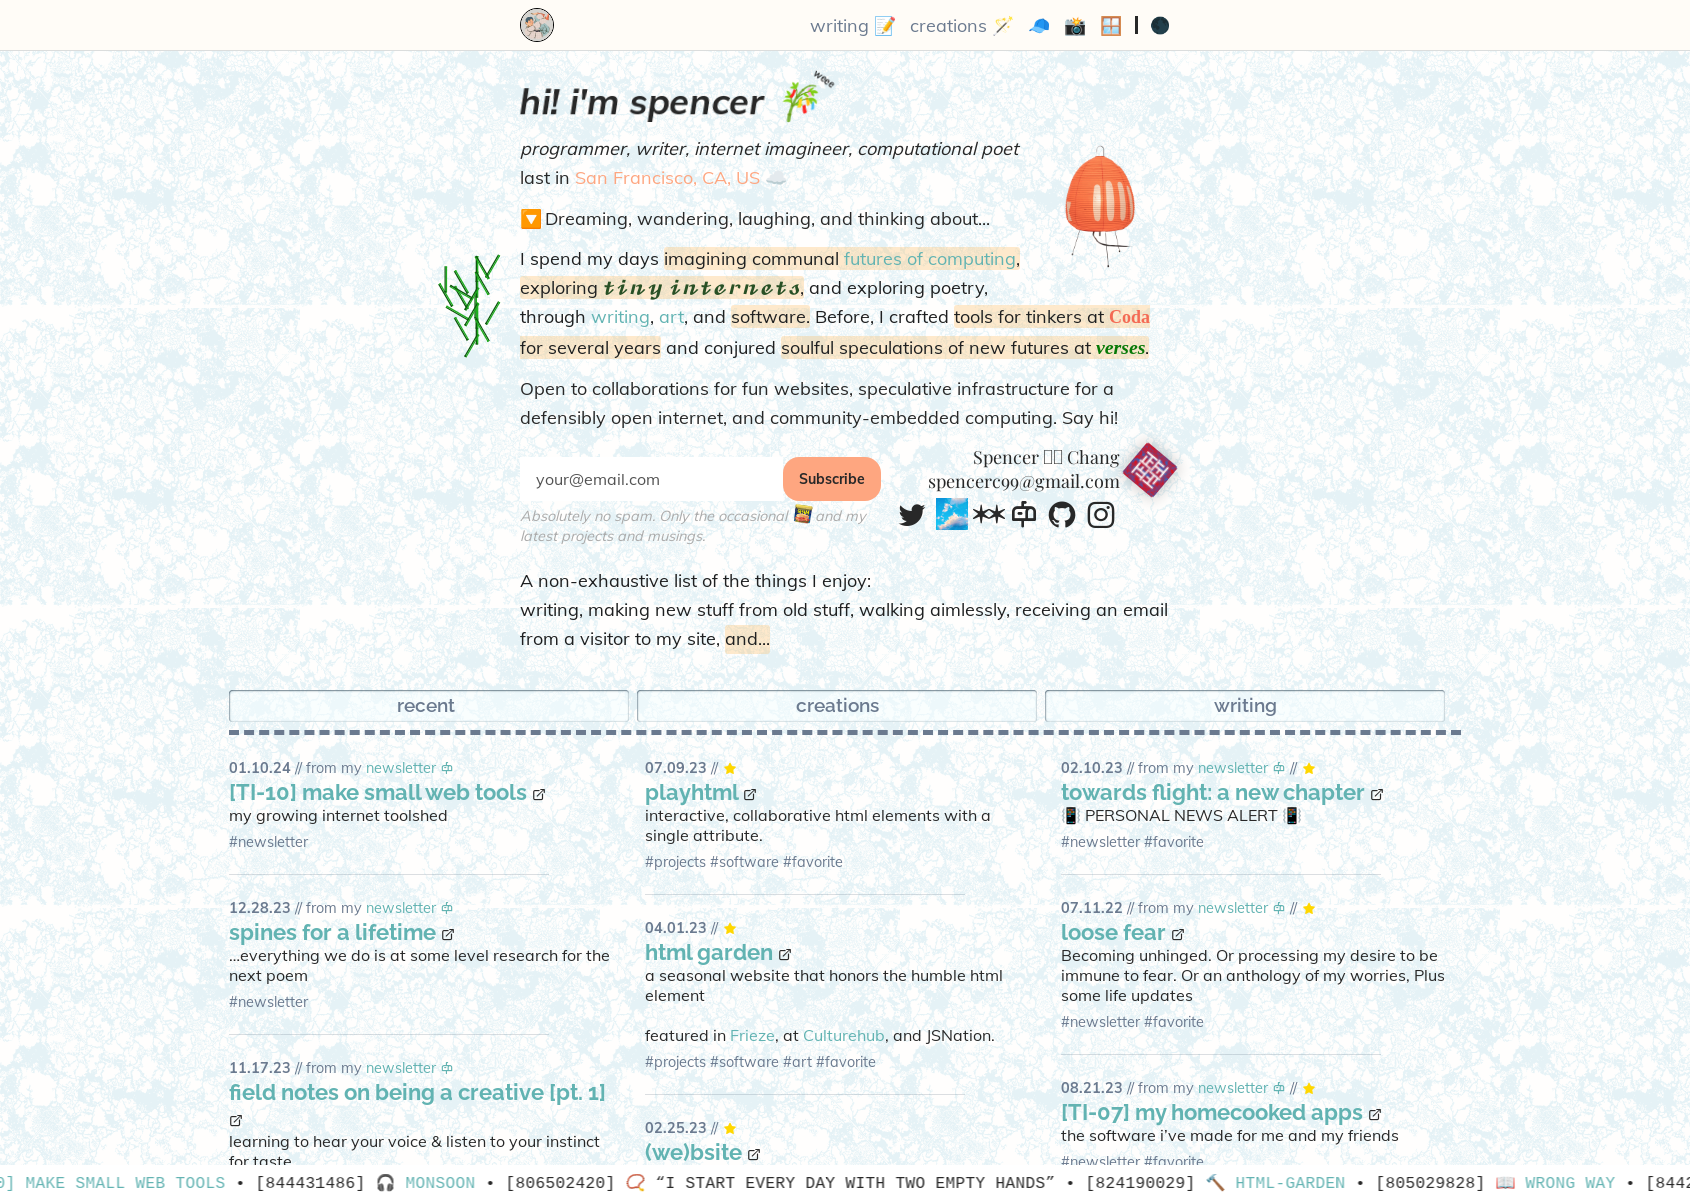 writing 📝 creations 🪄 🧢 📸 🪟 | 🌑
hi! i'm spencer 🎋 weee
programmer, writer, internet imagineer, computational poet
last in San Francisco, CA, US ☁️
🔽 Dreaming, wandering, laughing, and thinking about...
I spend my days imagining communal futures of computing,
exploring tiny internets, and exploring poetry,
through writing, art, and software. Before, I crafted tools for tinkers at Coda
for several years and conjured soulful speculations of new futures at verses.
Open to collaborations for fun websites, speculative infrastructure for a
defensibly open internet, and community-embedded computing. Say hi!
your@email.com
Subscribe
Absolutely no spam. Only the occasional and my
latest projects and musings.
Spencer Chang
spencerc99@gmail.com
A non-exhaustive list of the things I enjoy:
writing, making new stuff from old stuff, walking aimlessly, receiving an email
from a visitor to my site, and...
recent
creations
writing
01.10.24 // from my newsletter
[TI-10] make small web tools
my growing internet toolshed
#newsletter
12.28.23 // from my newsletter
spines for a lifetime
...everything we do is at some level research for the
next poem
#newsletter
11.17.23 // from my newsletter
field notes on being a creative [pt. 1]
learning to hear your voice & listen to your instinct
for taste
07.09.23 // ⭐
playhtml
interactive, collaborative html elements with a
single attribute.
#projects #software #favorite
04.01.23 // ⭐
html garden
a seasonal website that honors the humble html
element
featured in Frieze, at Culturehub, and JSNation.
#projects #software #art #favorite
02.25.23 // ⭐
(we)bsite
02.10.23 // from my newsletter // ⭐
towards flight: a new chapter
📳 PERSONAL NEWS ALERT 📳
#newsletter #favorite
07.11.22 // from my newsletter // ⭐
loose fear
Becoming unhinged. Or processing my desire to be
immune to fear. Or an anthology of my worries, Plus
some life updates
#newsletter #favorite
08.21.23 // from my newsletter // ⭐
[TI-07] my homecooked apps
the software i've made for me and my friends
#newsletter #favorite
0] MAKE SMALL WEB TOOLS • [844431486] 🎧 MONSOON • [806502420] 📿 “I START EVERY DAY WITH TWO EMPTY HANDS” • [824190029] 🔨 HTML-GARDEN • [805029828] 📖 WRONG WAY • [8442